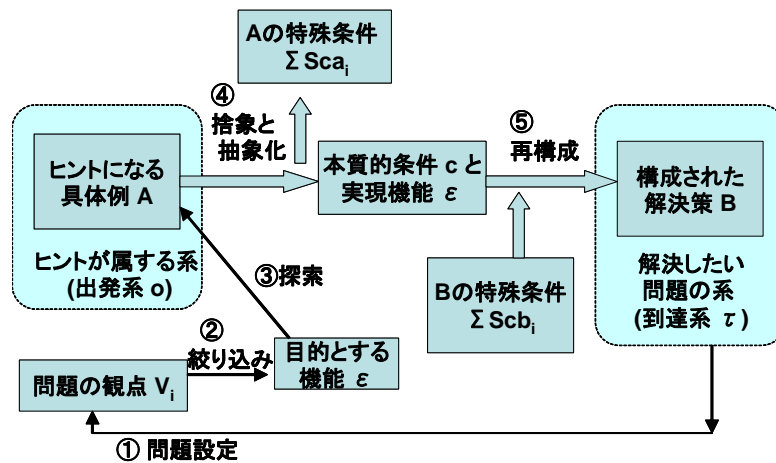 Aの特殊条件
Σ Scaᵢ
④
捨象と
抽象化
⑤
再構成
ヒントになる
具体例 A
本質的条件 c と
実現機能 ε
構成された
解決策 B
ヒントが属する系
(出発系 o)
③探索
Bの特殊条件
Σ Scbᵢ
解決したい
問題の系
(到達系 τ)
②
絞り込み
目的とする
機能 ε
問題の観点 Vᵢ
① 問題設定